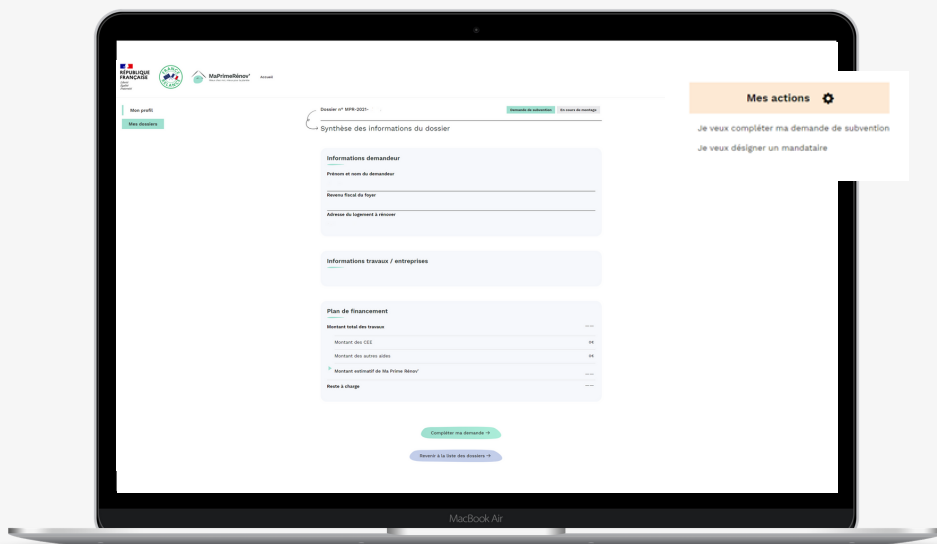 RÉPUBLIQUE
FRANÇAISE
MaPrimeRénov'
Accueil
Mon profil
Mes dossiers
Dossier n° MPR-2021-
Demande de subvention
En cours de montage
Synthèse des informations du dossier
Informations demandeur
Prénom et nom du demandeur
Revenu fiscal du foyer
Adresse du logement à rénover
Informations travaux / entreprises
Plan de financement
Montant total des travaux
Montant des CEE
Montant des autres aides
Montant estimatif de Ma Prime Rénov'
Reste à charge
Compléter ma demande →
Revenir à la liste des dossiers →
Mes actions
Je veux compléter ma demande de subvention
Je veux désigner un mandataire
MacBook Air